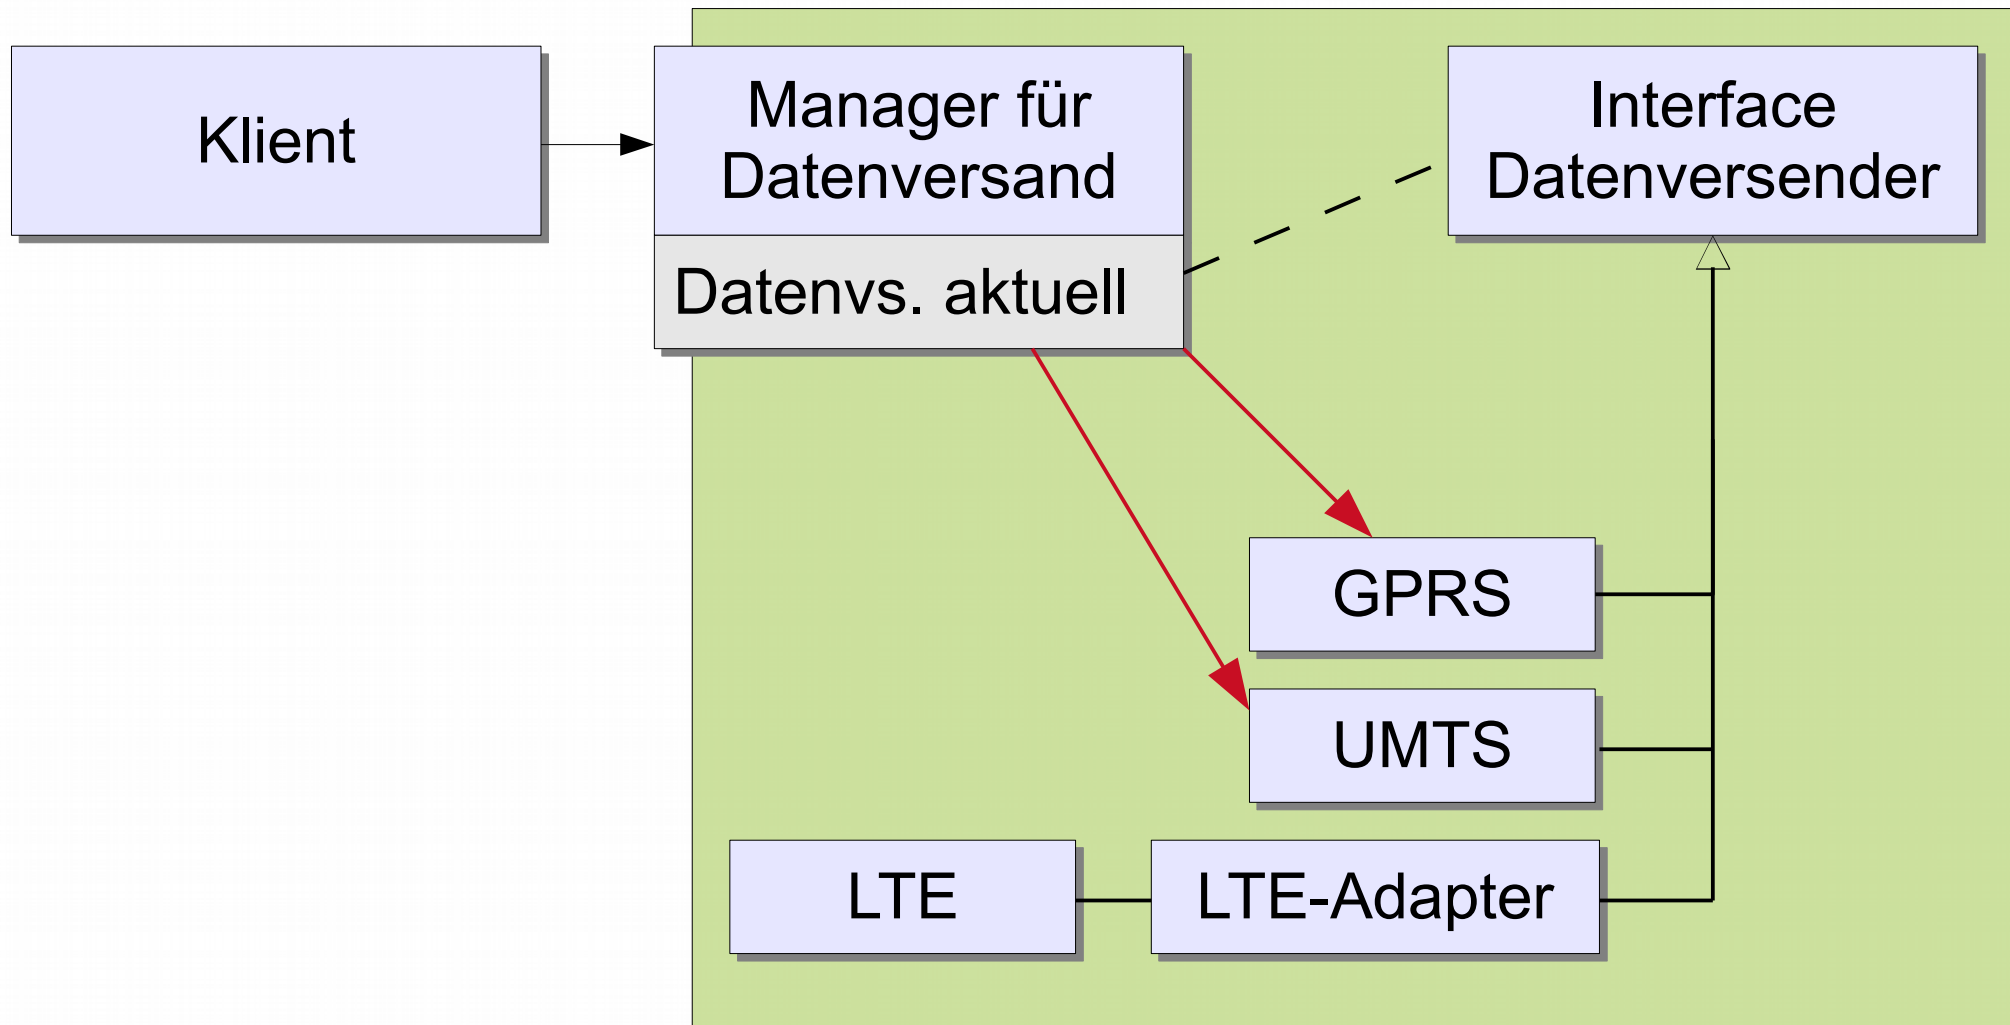 Klient
Manager für
Datenversand
Datenvs. aktuell
Interface
Datenversender
GPRS
UMTS
LTE
LTE-Adapter